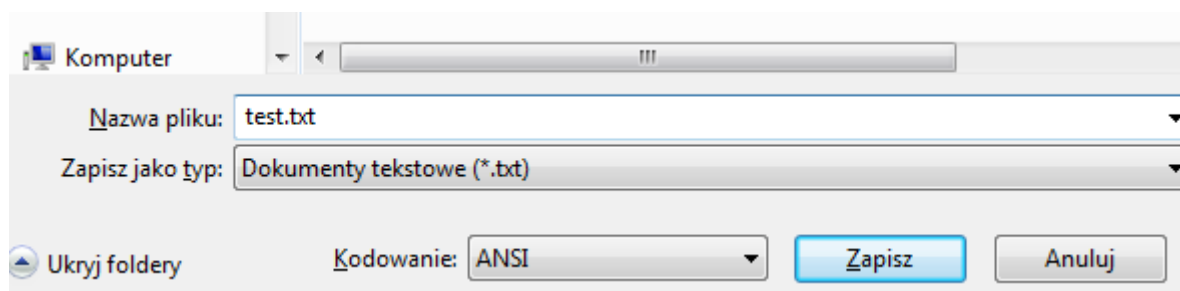 Komputer
Nazwa pliku: test.txt
Zapisz jako typ: Dokumenty tekstowe (*.txt)
Ukryj foldery Kodowanie: ANSI Zapisz Anuluj